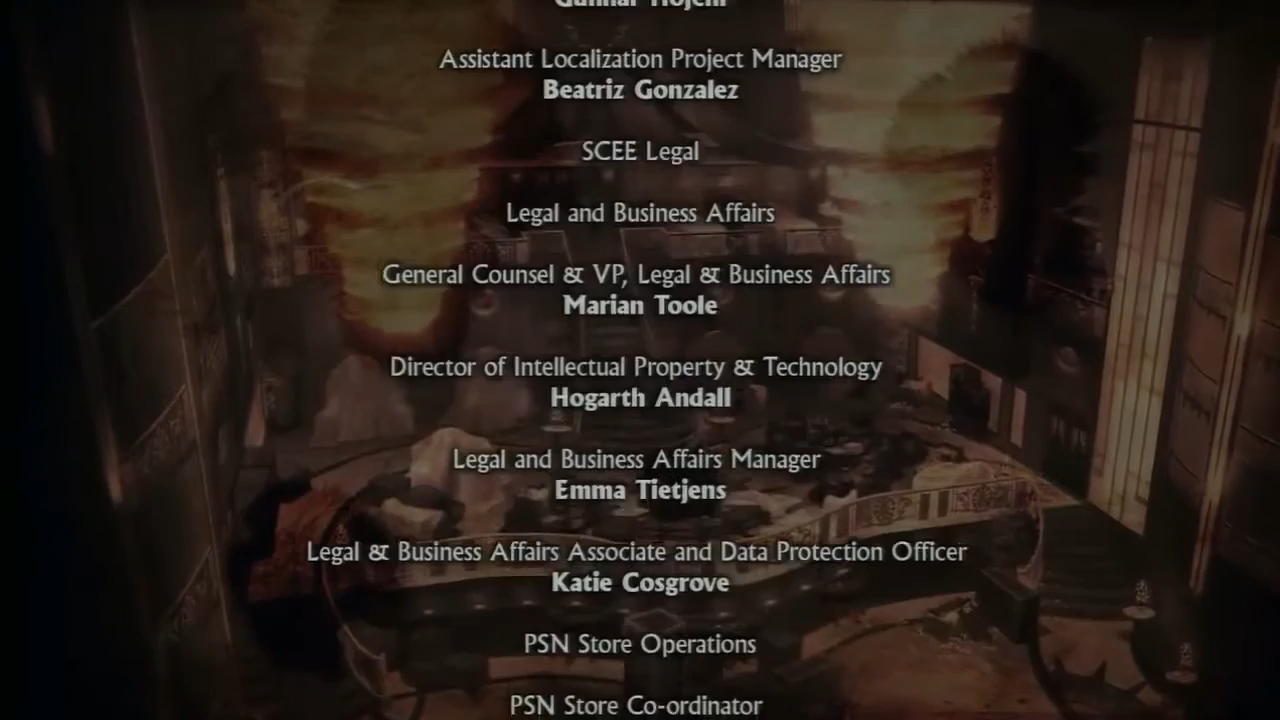 Assistant Localization Project Manager
Beatriz Gonzalez
SCEE Legal
Legal and Business Affairs
General Counsel & VP, Legal & Business Affairs
Marian Toole
Director of Intellectual Property & Technology
Hogarth Andall
Legal and Business Affairs Manager
Emma Tietjens
Legal & Business Affairs Associate and Data Protection Officer
Katie Cosgrove
PSN Store Operations
PSN Store Co-ordinator